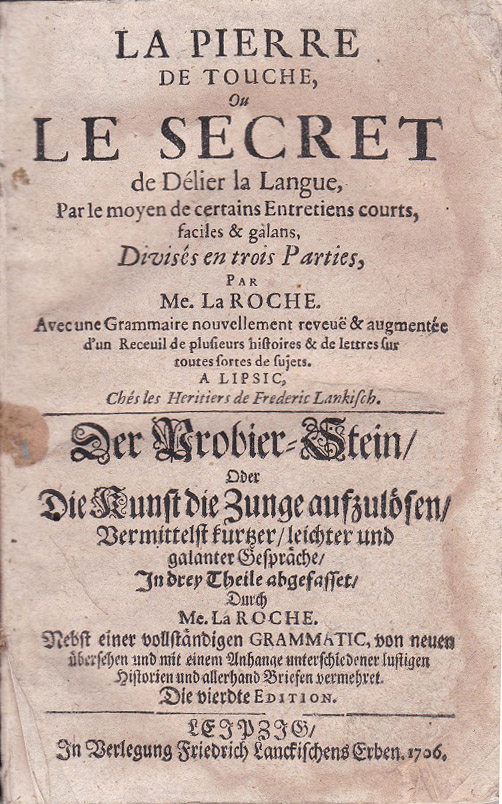 LA PIERRE
DE TOUCHE,
Ou
LE SECRET
de Délier la Langue,
Par le moyen de certains Entretiens courts,
faciles & galans,
Divisés en trois Parties,
PAR
Me. La ROCHE.
Avec une Grammaire nouvellement reveuë & augmentée
d'un Receuil de plusieurs histoires & de lettres sur
toutes sortes de sujets.
A LIPSIC,
Chés les Heritiers de Frederic Lankisch.
Der Probier-Stein/
Oder
Die Kunst die Zunge aufzulösen/
Vermittelst kurtzer/leichter und
galanter Gespräche/
In drey Theile abgefasset/
Durch
Me. La ROCHE.
Nebst einer vollständigen GRAMMATIC, von neuen
übersehen und mit einem Anhange unterschiedener lustigen
Historien und allerhand Briefen vermehret.
Die vierdte EDITION.
LEIPZIG/
In Verlegung Friedrich Lanckischens Erben. 1706.